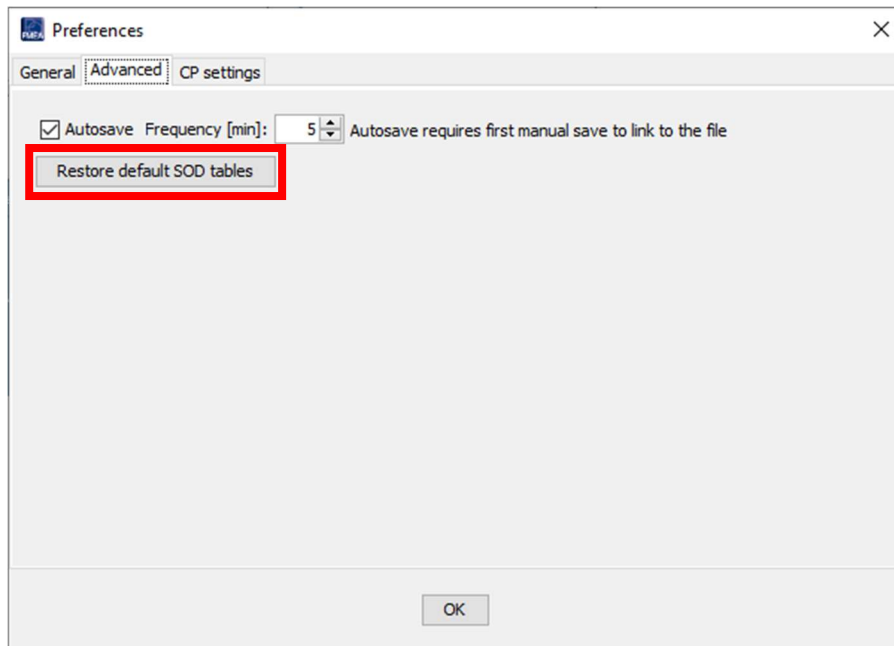 Preferences
General Advanced CP settings
Autosave Frequency [min]: 5 Autosave requires first manual save to link to the file
Restore default SOD tables
OK